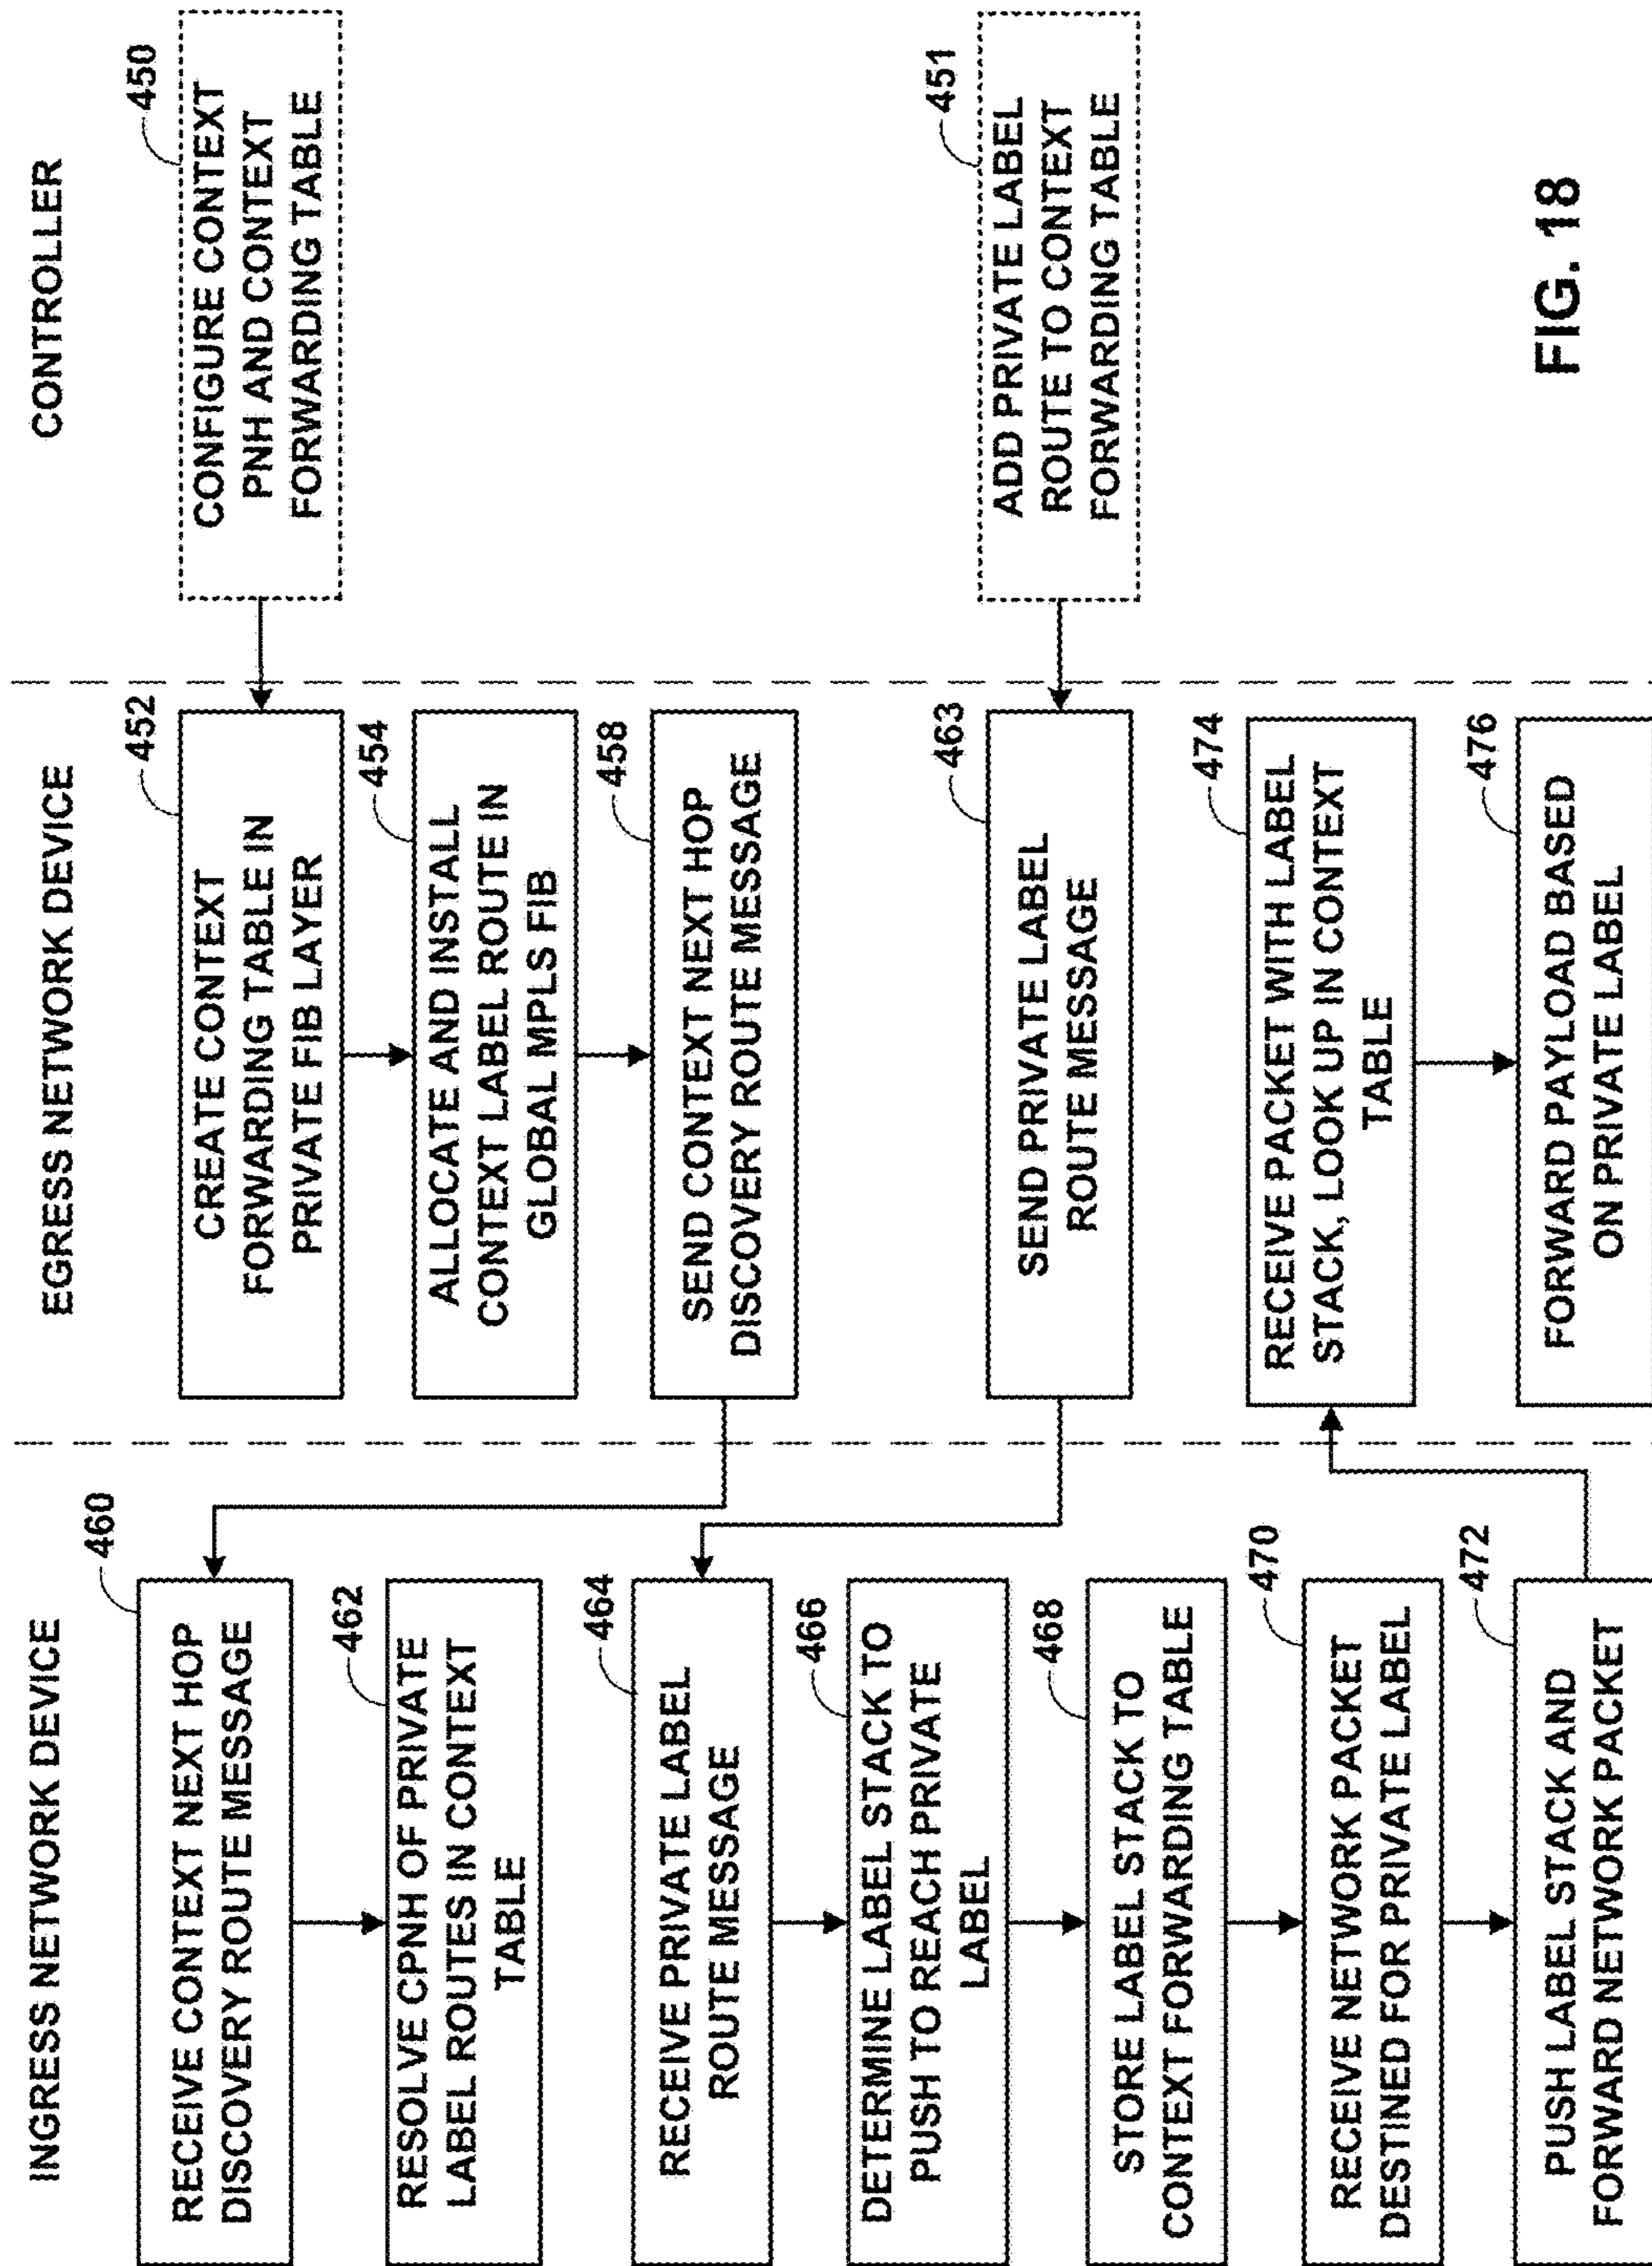 INGRESS NETWORK DEVICE
460
RECEIVE CONTEXT NEXT HOP
DISCOVERY ROUTE MESSAGE
462
RESOLVE CPNH OF PRIVATE
LABEL ROUTES IN CONTEXT
TABLE
464
RECEIVE PRIVATE LABEL
ROUTE MESSAGE
466
DETERMINE LABEL STACK TO
PUSH TO REACH PRIVATE
LABEL
468
STORE LABEL STACK TO
CONTEXT FORWARDING TABLE
470
RECEIVE NETWORK PACKET
DESTINED FOR PRIVATE LABEL
472
PUSH LABEL STACK AND
FORWARD NETWORK PACKET
EGRESS NETWORK DEVICE
452
CREATE CONTEXT
FORWARDING TABLE IN
PRIVATE FIB LAYER
454
ALLOCATE AND INSTALL
CONTEXT LABEL ROUTE IN
GLOBAL MPLS FIB
458
SEND CONTEXT NEXT HOP
DISCOVERY ROUTE MESSAGE
463
SEND PRIVATE LABEL
ROUTE MESSAGE
474
RECEIVE PACKET WITH LABEL
STACK, LOOK UP IN CONTEXT
TABLE
476
FORWARD PAYLOAD BASED
ON PRIVATE LABEL
CONTROLLER
450
CONFIGURE CONTEXT
PNH AND CONTEXT
FORWARDING TABLE
451
ADD PRIVATE LABEL
ROUTE TO CONTEXT
FORWARDING TABLE
FIG. 18